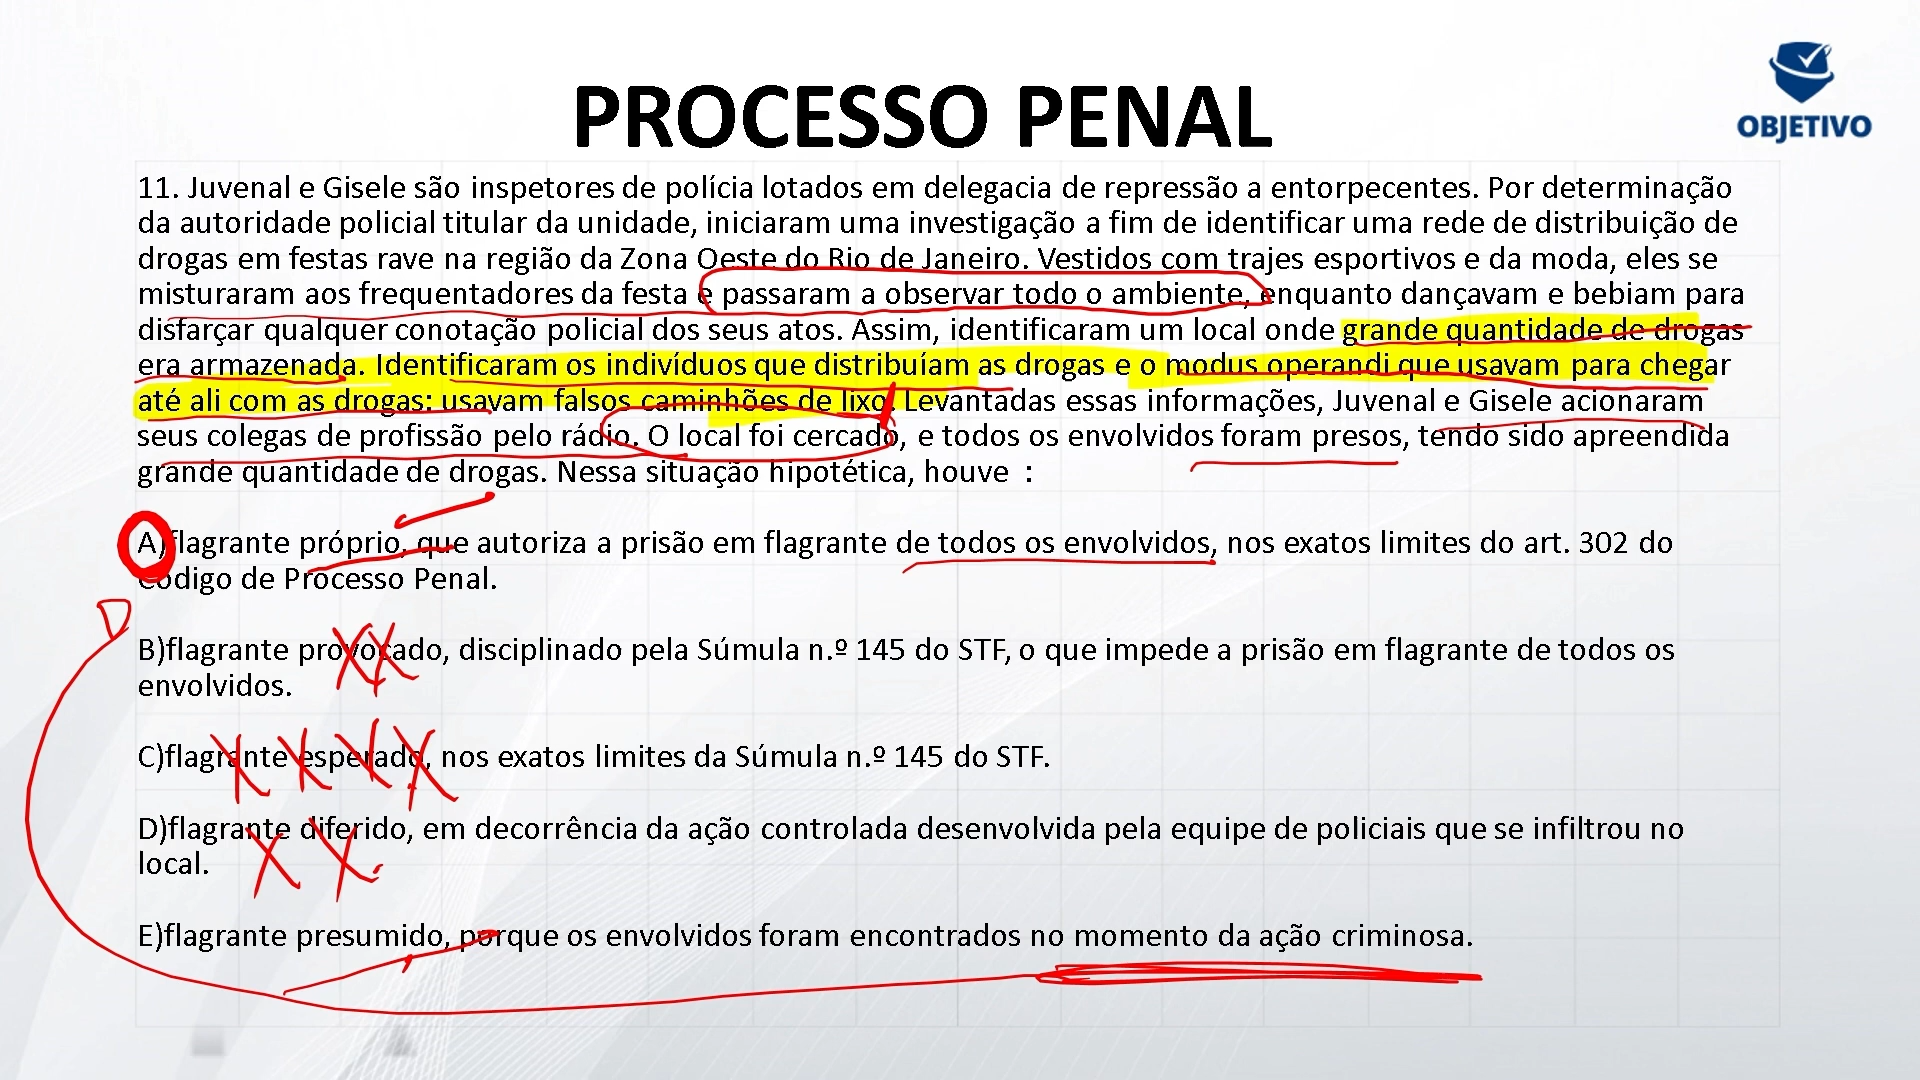 PROCESSO PENAL
OBJETIVO
11. Juvenal e Gisele são inspetores de polícia lotados em delegacia de repressão a entorpecentes. Por determinação
da autoridade policial titular da unidade, iniciaram uma investigação a fim de identificar uma rede de distribuição de
drogas em festas rave na região da Zona Oeste do Rio de Janeiro. Vestidos com trajes esportivos e da moda, eles se
misturaram aos frequentadores da festa e passaram a observar todo o ambiente, enquanto dançavam e bebiam para
disfarçar qualquer conotação policial dos seus atos. Assim, identificaram um local onde grande quantidade de drogas
era armazenada. Identificaram os indivíduos que distribuíam as drogas e o modus operandi que usavam para chegar
até ali com as drogas: usavam falsos caminhões de lixo. Levantadas essas informações, Juvenal e Gisele acionaram
seus colegas de profissão pelo rádio. O local foi cercado, e todos os envolvidos foram presos, tendo sido apreendida
grande quantidade de drogas. Nessa situação hipotética, houve :
A)flagrante próprio, que autoriza a prisão em flagrante de todos os envolvidos, nos exatos limites do art. 302 do
Código de Processo Penal.
D
B)flagrante provocado, disciplinado pela Súmula n.º 145 do STF, o que impede a prisão em flagrante de todos os
envolvidos.
C)flagrante esperado, nos exatos limites da Súmula n.º 145 do STF.
D)flagrante diferido, em decorrência da ação controlada desenvolvida pela equipe de policiais que se infiltrou no
local.
E)flagrante presumido, porque os envolvidos foram encontrados no momento da ação criminosa.